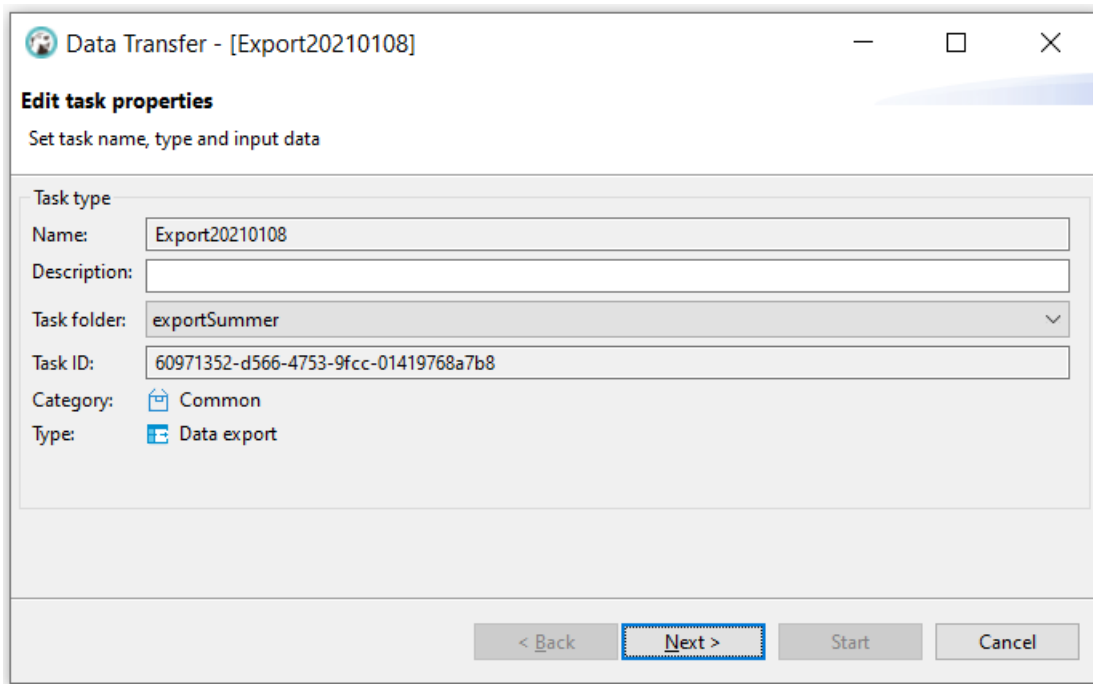 Data Transfer - [Export20210108]
Edit task properties
Set task name, type and input data
Task type
Name: Export20210108
Description:
Task folder: exportSummer
Task ID: 60971352-d566-4753-9fcc-01419768a7b8
Category: Common
Type: Data export
< Back Next > Start Cancel